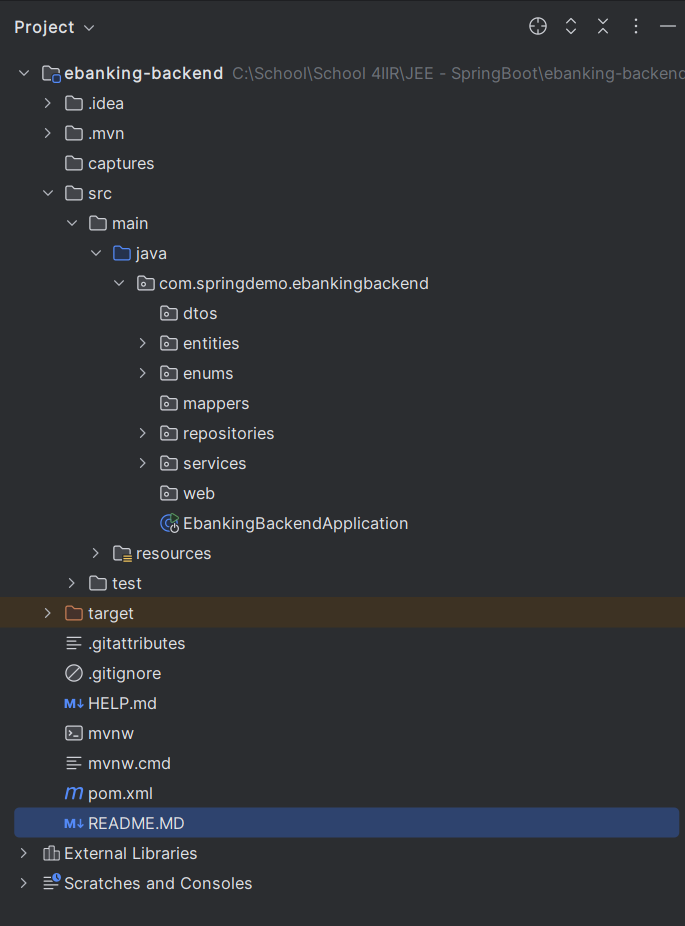 Project
ebanking-backend C:\School\School 4IIR\JEE - SpringBoot\ebanking-backend
.idea
.mvn
captures
src
main
java
com.springdemo.ebankingbackend
dtos
entities
enums
mappers
repositories
services
web
EbankingBackendApplication
resources
test
target
.gitattributes
.gitignore
M↓ HELP.md
mvnw
mvnw.cmd
m pom.xml
M↓ README.MD
External Libraries
Scratches and Consoles